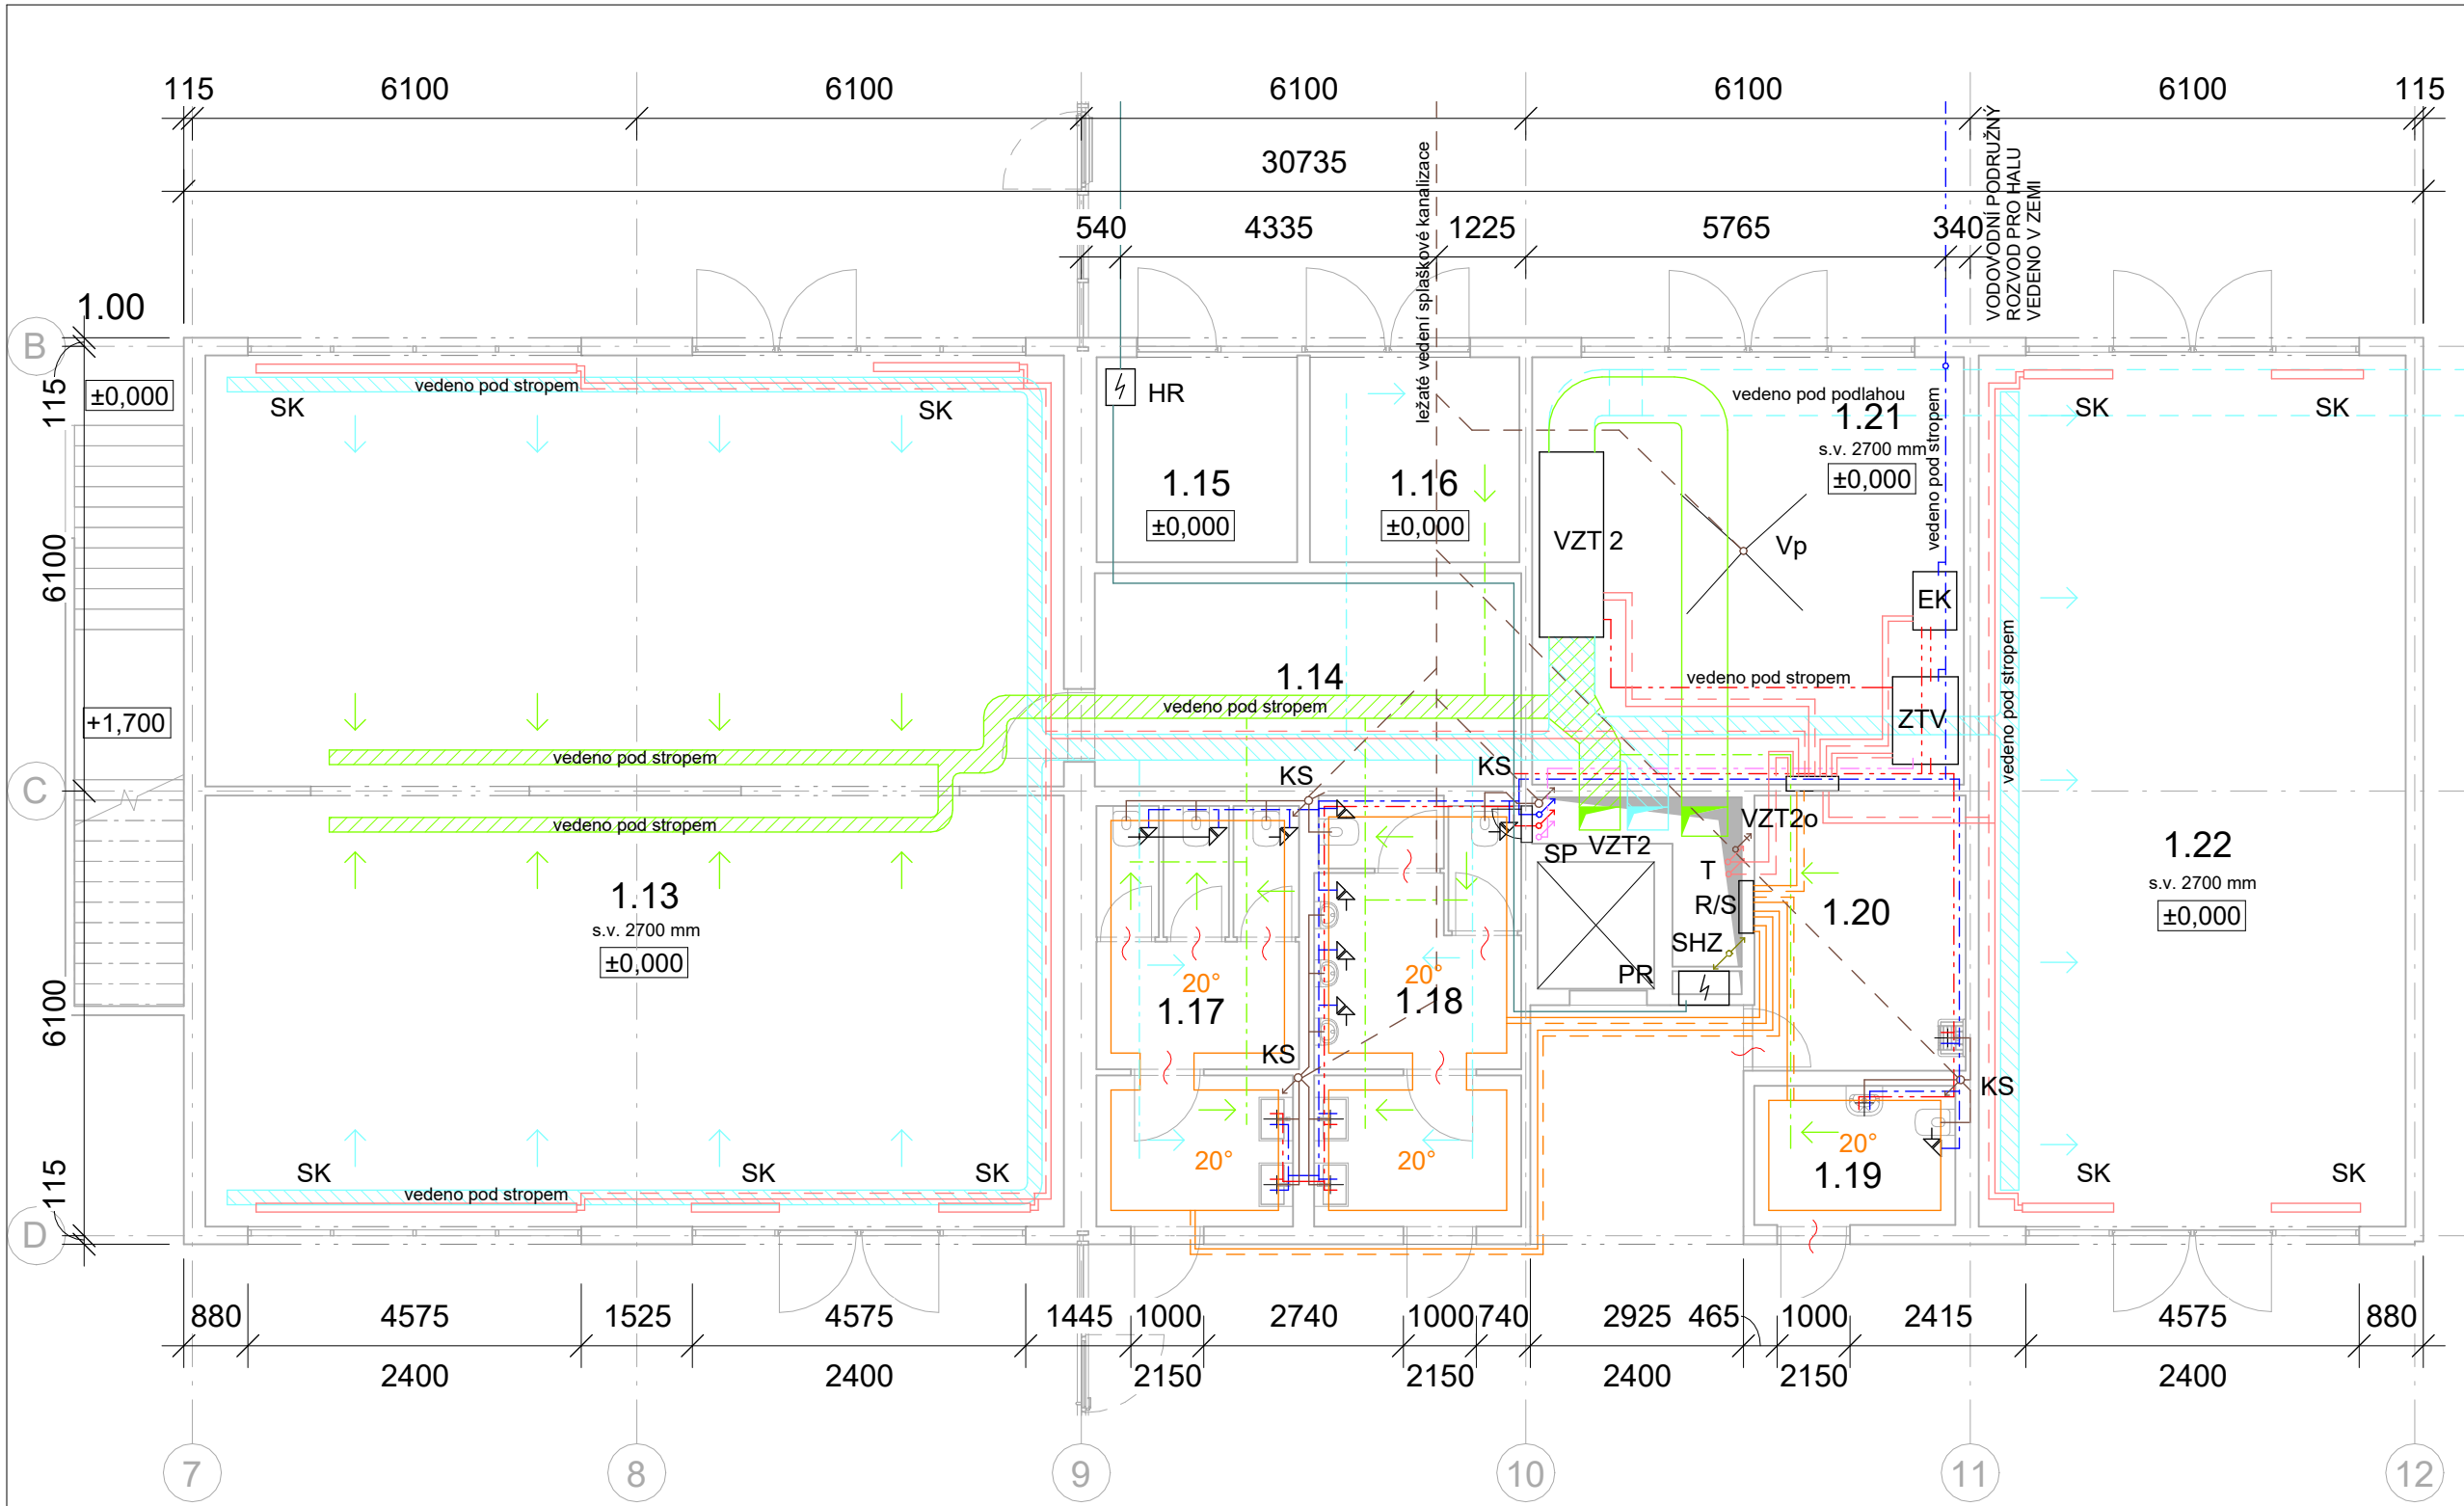 115
6100
6100
6100
6100
6100
115
30735
540
4335
1225
5765
340
ležaté vedení splaškové kanalizace
VODOVODNÍ PODRUŽNÝ
ROZVOD PRO HALU
VEDENO V ZEMI
1.00
B
115
±0,000
6100
+1,700
C
6100
115
D
vedeno pod stropem
SK
SK
HR
1.15
±0,000
1.16
±0,000
VZT 2
vedeno pod podlahou
1.21
s.v. 2700 mm
±0,000
vedeno pod stropem
Vp
EK
ZTV
SK
SK
1.14
vedeno pod stropem
vedeno pod stropem
vedeno pod stropem
vedeno pod stropem
vedeno pod stropem
KS
KS
1.13
s.v. 2700 mm
±0,000
SP
VZT2
VZT2o
T
R/S
SHZ
PR
1.20
1.22
s.v. 2700 mm
±0,000
20°
1.17
20°
1.18
KS
KS
20°
20°
20°
1.19
SK
SK
SK
vedeno pod stropem
SK
SK
880
4575
1525
4575
1445
1000
2740
1000
740
2925
465
1000
2415
4575
880
2400
2400
2150
2150
2400
2150
2400
7
8
9
10
11
12